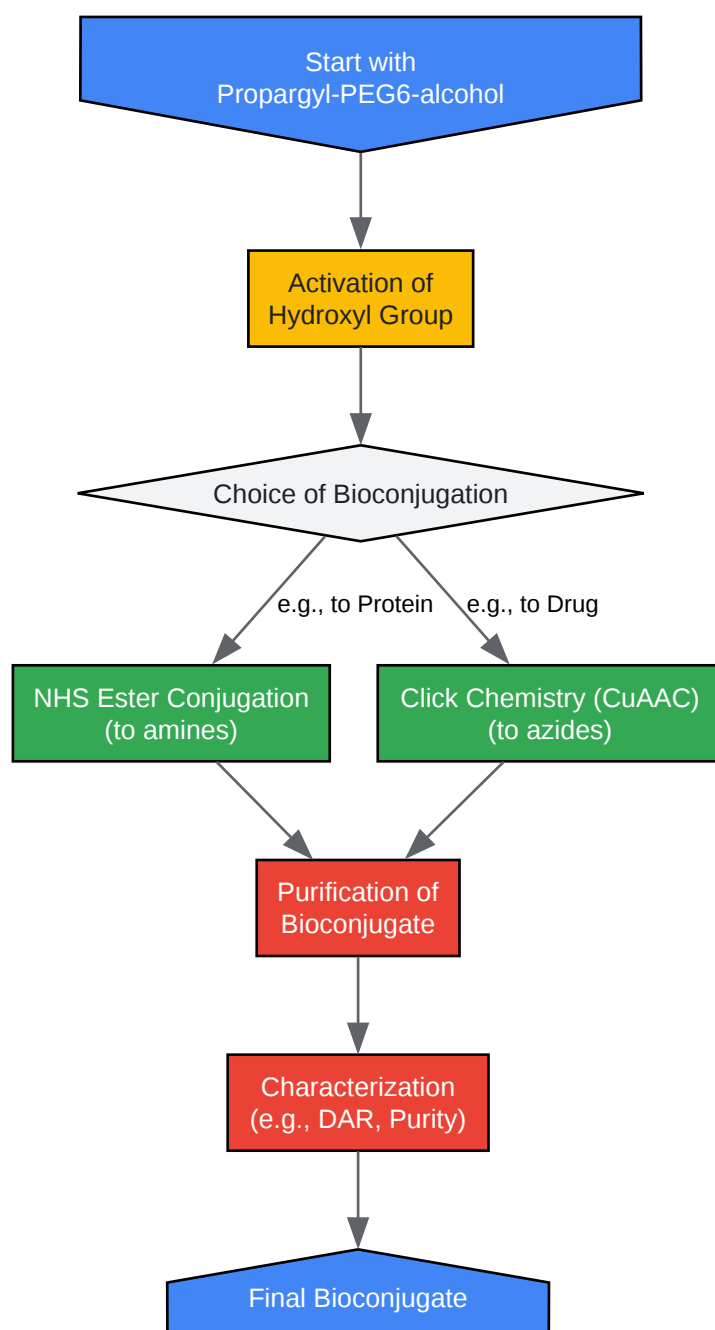 Start with
Propargyl-PEG6-alcohol
Activation of
Hydroxyl Group
Choice of Bioconjugation
e.g., to Protein
e.g., to Drug
NHS Ester Conjugation
(to amines)
Click Chemistry (CuAAC)
(to azides)
Purification of
Bioconjugate
Characterization
(e.g., DAR, Purity)
Final Bioconjugate